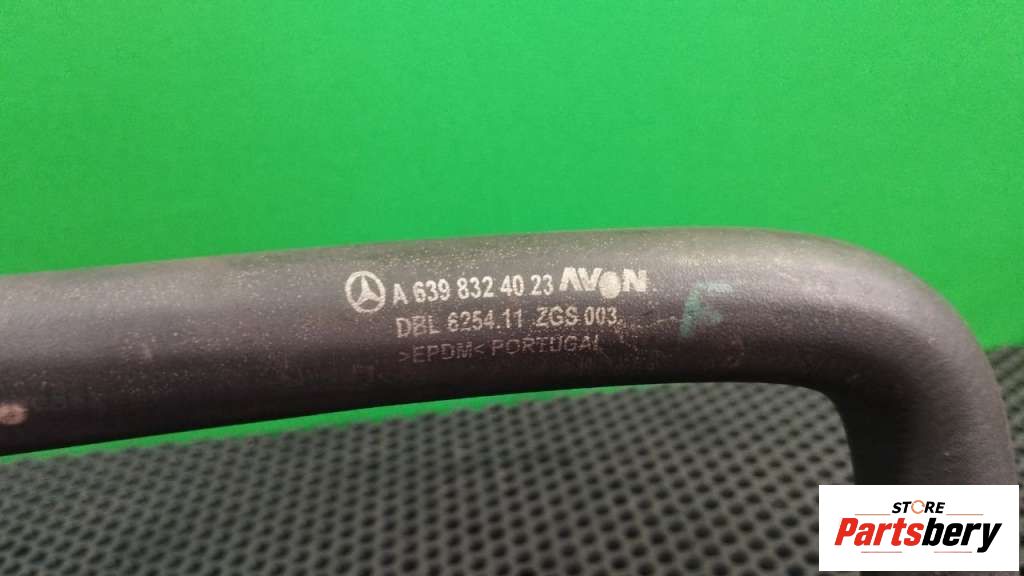 A 639 832 40 23 AVON
DBL 6254.11 ZGS 003
>EPDM< PORTUGAL
F
STORE
Partsbery